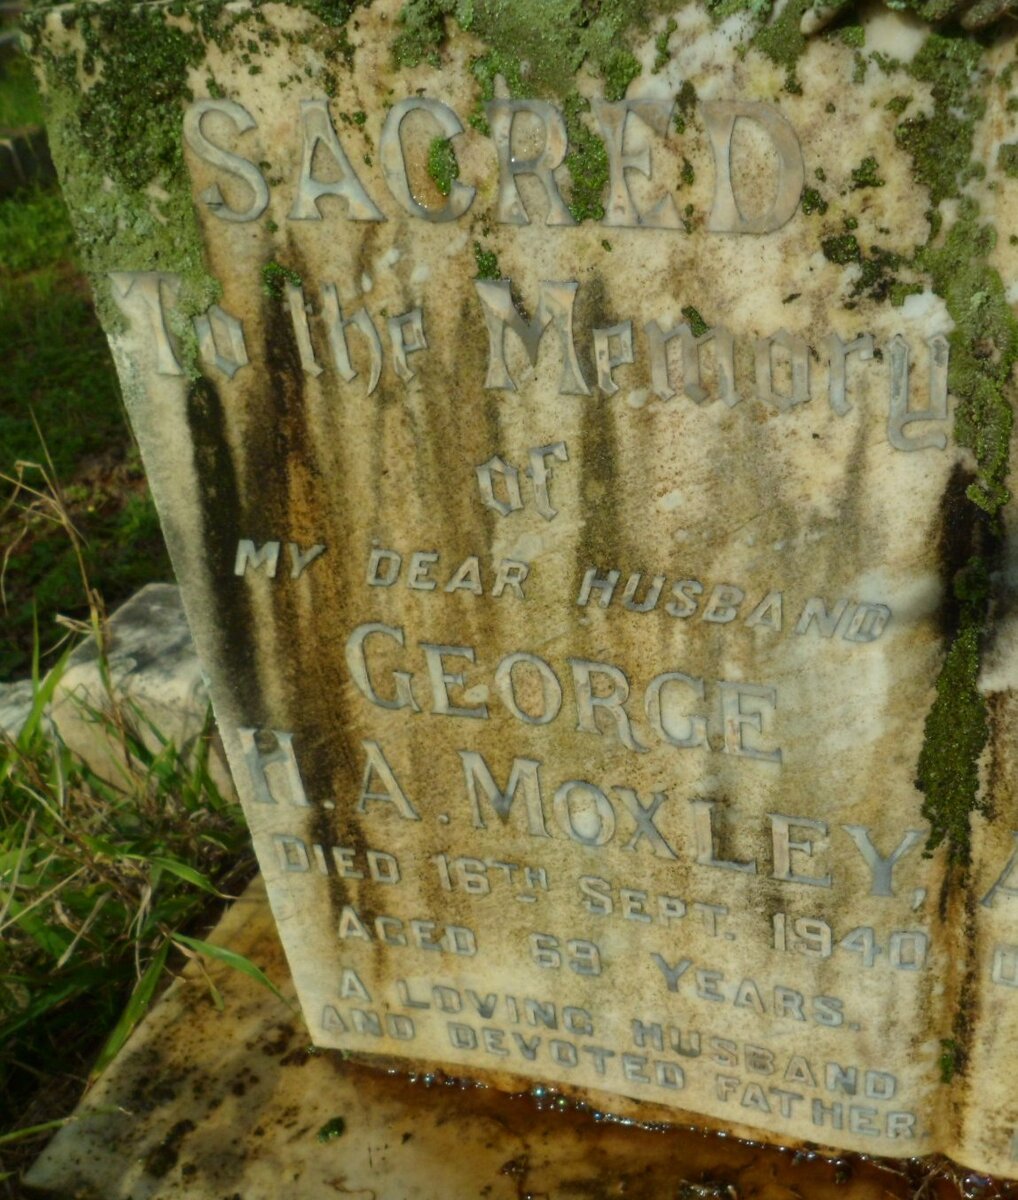 SACRED
To the Memory
of
MY DEAR HUSBAND
GEORGE
H. A. MOXLEY,
DIED 16TH SEPT. 1940
AGED 69 YEARS.
A LOVING HUSBAND
AND DEVOTED FATHER.